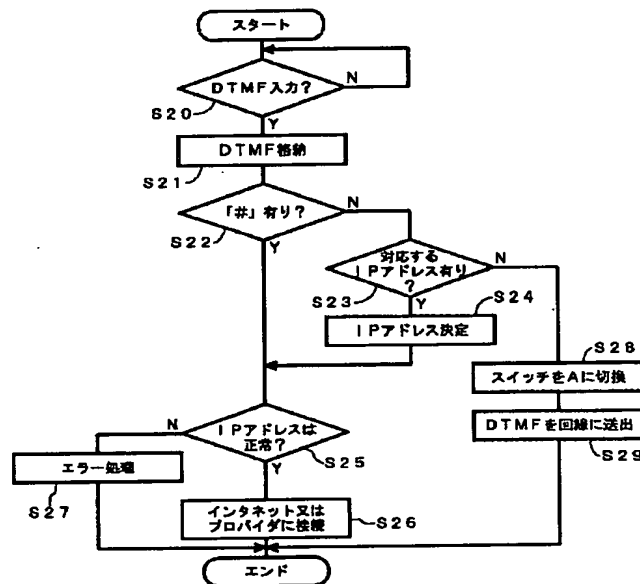 スタート
DTMF入力?
N
S20
Y
DTMF格納
S21
「#」有り?
N
S22
Y
対応する
IPアドレス有り
?
N
S23
Y
S24
IPアドレス決定
S28
スイッチをAに切換
DTMFを回線に送出
S29
N
IPアドレスは
正常?
S25
Y
エラー処理
S27
インタネット又は
プロバイダに接続
S26
エンド